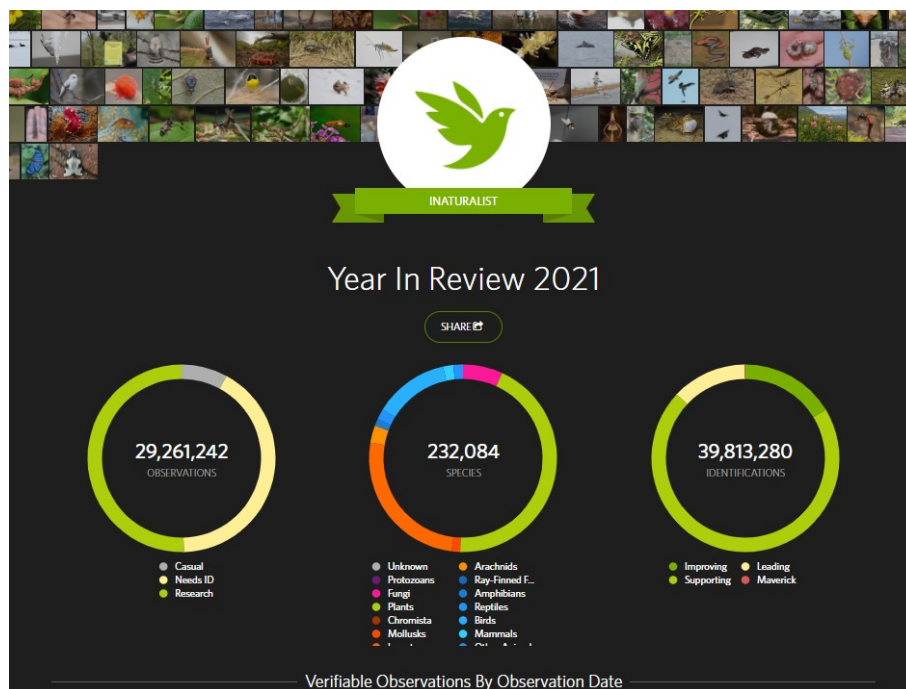 INATURALIST
Year In Review 2021
SHARE
29,261,242
OBSERVATIONS
Casual
Needs ID
Research
232,084
SPECIES
Unknown
Protozoans
Fungi
Plants
Chromista
Mollusks
Arachnids
Ray-Finned F...
Amphibians
Reptiles
Birds
Mammals
39,813,280
IDENTIFICATIONS
Improving
Supporting
Leading
Maverick
Verifiable Observations By Observation Date